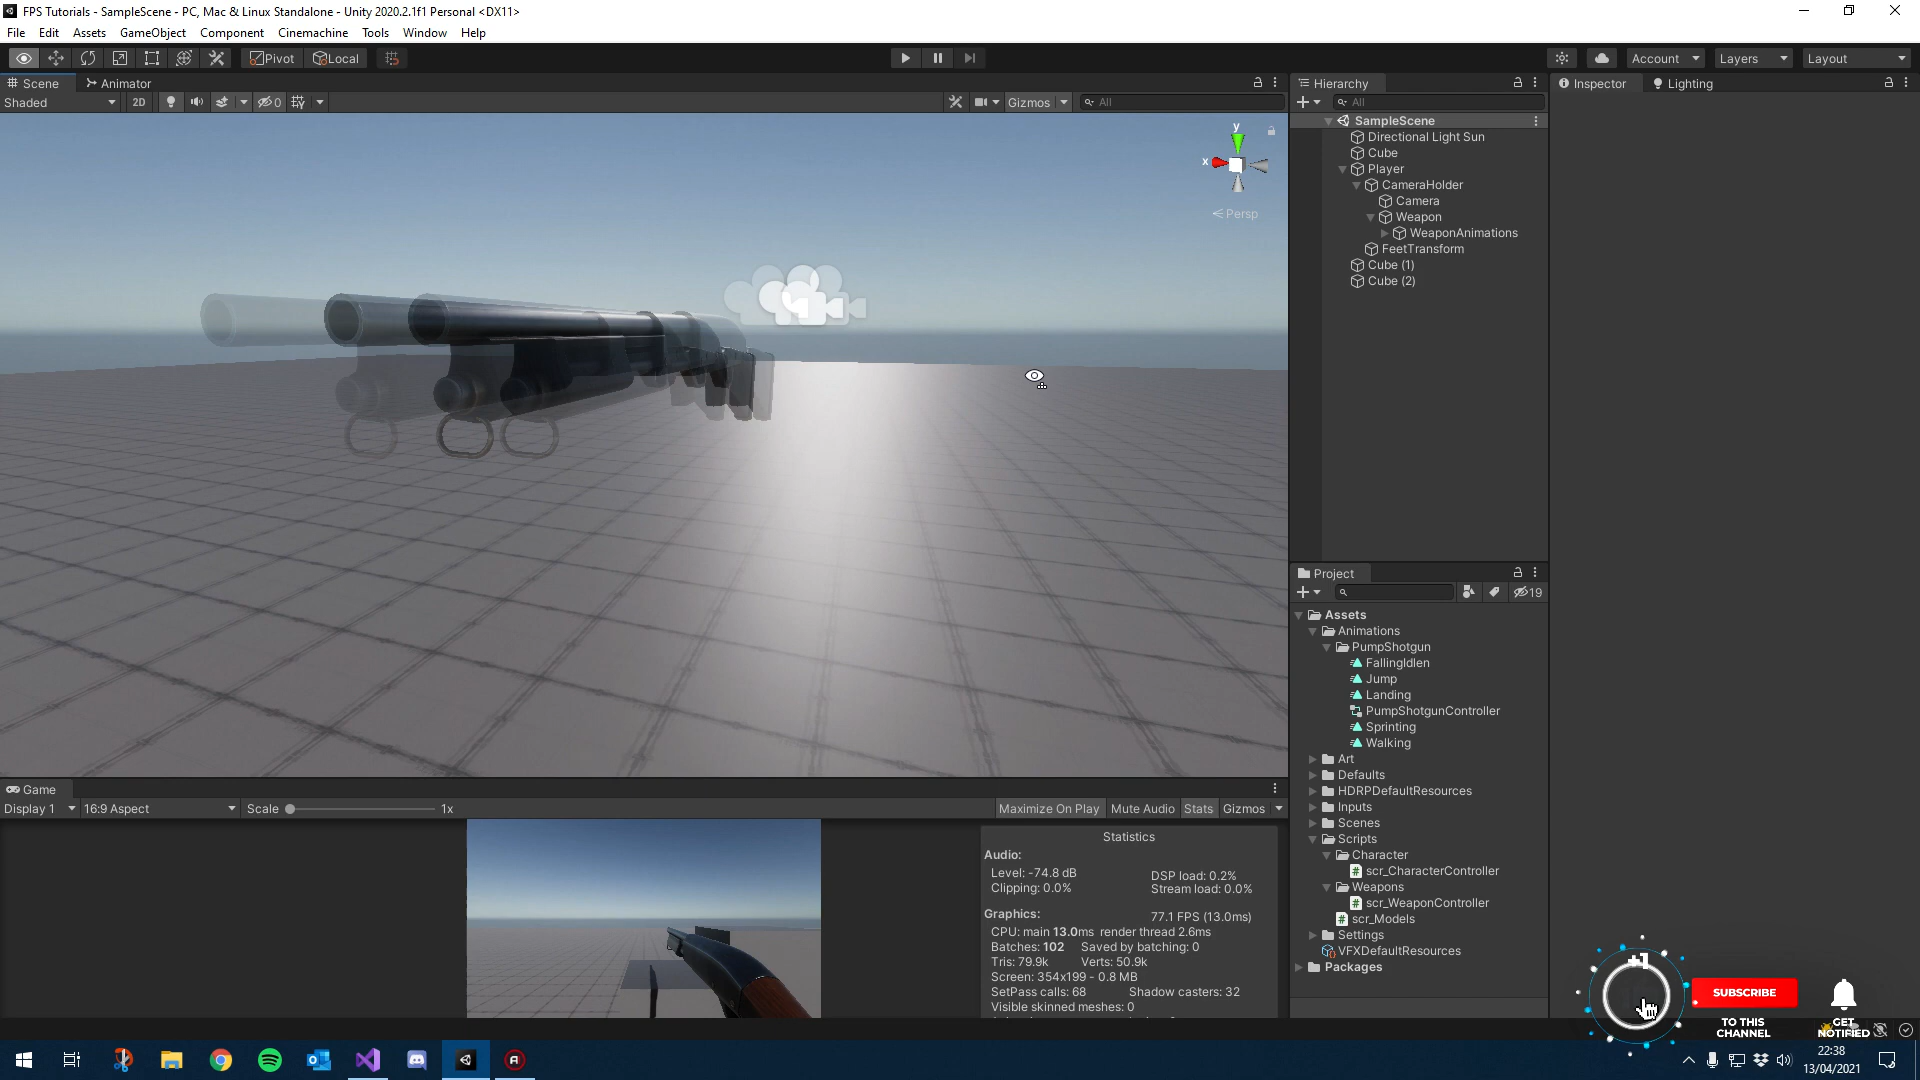 FPS Tutorials - SampleScene - PC, Mac & Linux Standalone - Unity 2020.2.1f1 Personal <DX11>
File Edit Assets GameObject Component Cinemachine Tools Window Help
Pivot Local
Account Layers Layout
Scene Animator
Shaded 2D 0 Gizmos All
y
x
Persp
Hierarchy
All
SampleScene
Directional Light Sun
Cube
Player
CameraHolder
Camera
Weapon
WeaponAnimations
FeetTransform
Cube (1)
Cube (2)
Inspector Lighting
Project
19
Assets
Animations
PumpShotgun
FallingIdlen
Jump
Landing
PumpShotgunController
Sprinting
Walking
Art
Defaults
HDRPDefaultResources
Inputs
Scenes
Scripts
Character
scr_CharacterController
Weapons
scr_WeaponController
scr_Models
Settings
VFXDefaultResources
Packages
Game
Display 1 16:9 Aspect Scale 1x Maximize On Play Mute Audio Stats Gizmos
Statistics
Audio:
Level: -74.8 dB DSP load: 0.2%
Clipping: 0.0% Stream load: 0.0%
Graphics: 77.1 FPS (13.0ms)
CPU: main 13.0ms render thread 2.6ms
Batches: 102 Saved by batching: 0
Tris: 79.9k Verts: 50.9k
Screen: 354x199 - 0.8 MB
SetPass calls: 68 Shadow casters: 32
Visible skinned meshes: 0
+1
SUBSCRIBE
TO THIS
CHANNEL
GET
NOTIFIED
22:38
13/04/2021